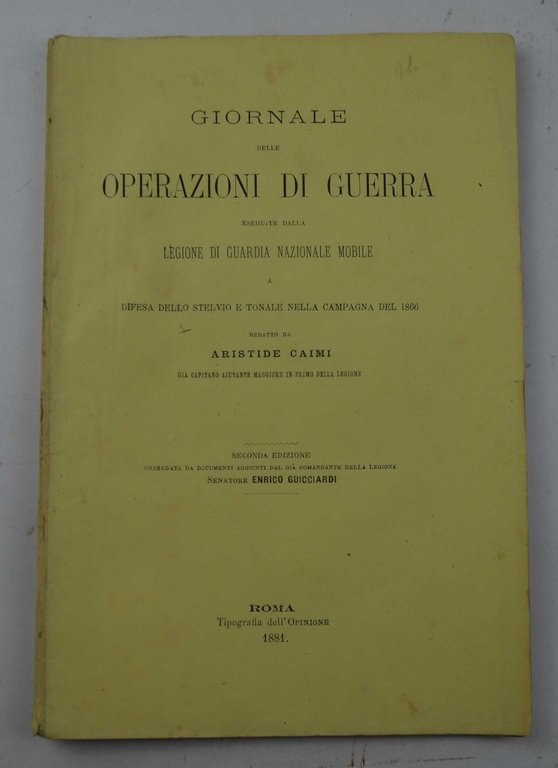 GIORNALE
DELLE
OPERAZIONI DI GUERRA
ESEGUITE DALLA
LEGIONE DI GUARDIA NAZIONALE MOBILE
A
DIFESA DELLO STELVIO E TONALE NELLA CAMPAGNA DEL 1866
REDATTO DA
ARISTIDE CAIMI
GIÀ CAPITANO AIUTANTE MAGGIORE IN PRIMO DELLA LEGIONE
SECONDA EDIZIONE
CORREDATA DA DOCUMENTI AGGIUNTI DAL GIÀ COMANDANTE DELLA LEGIONE
SENATORE ENRICO GUICCIARDI
ROMA
Tipografia dell'OPINIONE
1881.